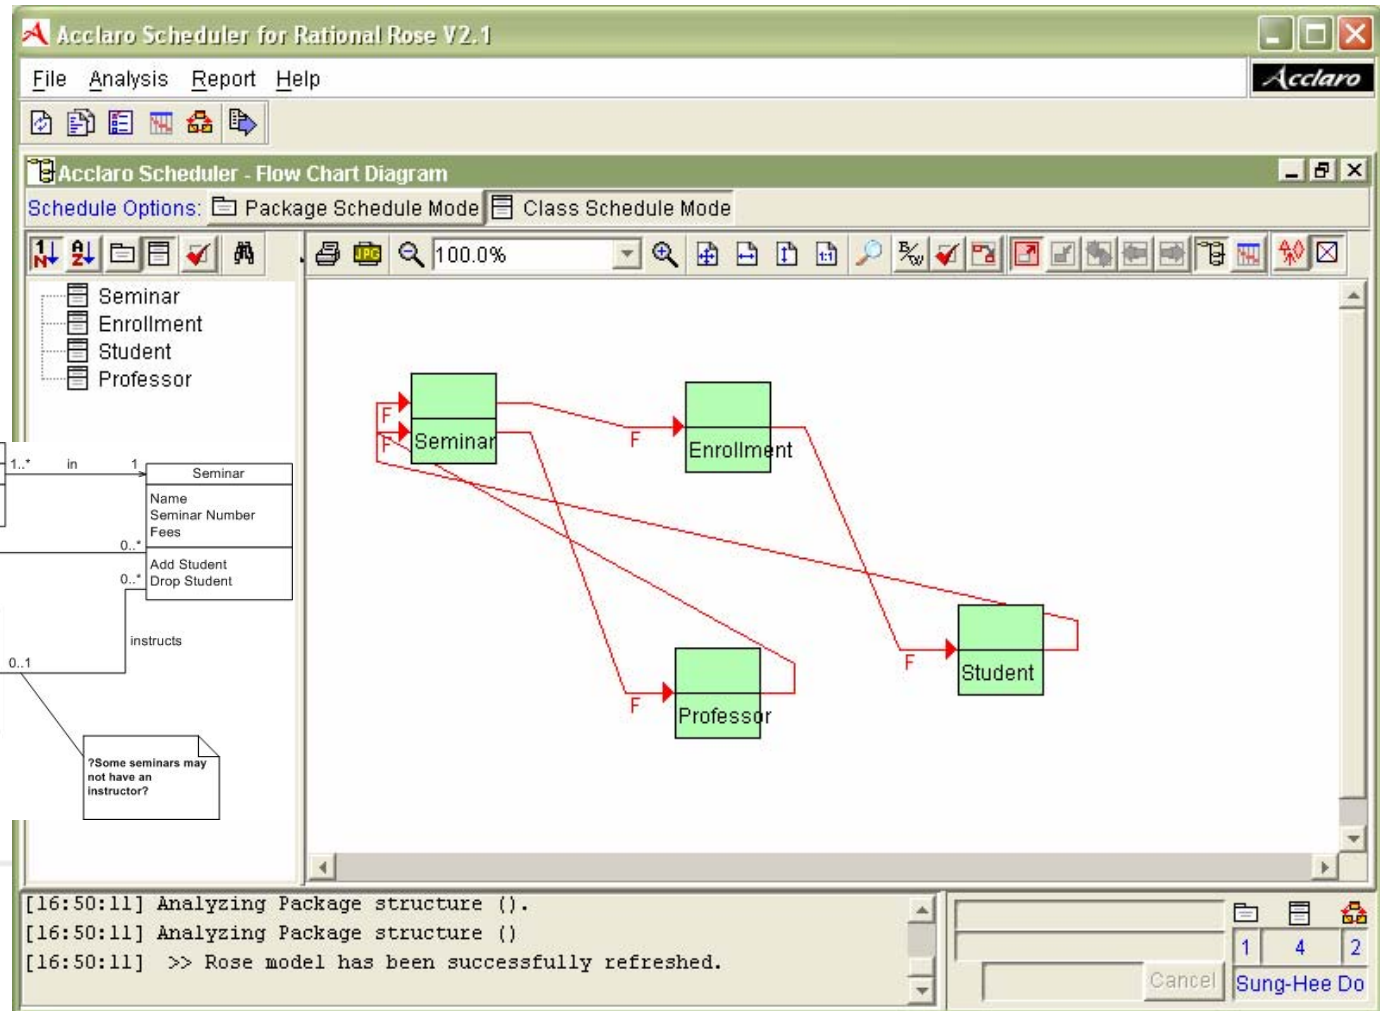 Acclaro Scheduler for Rational Rose V2.1
File Analysis Report Help
Acclaro
Acclaro Scheduler - Flow Chart Diagram
Schedule Options: Package Schedule Mode Class Schedule Mode
1 N A Z
JPG 100.0% 1:1 B/W
Seminar
Enrollment
Student
Professor
F
F
Seminar
F
Enrollment
F
Professor
F
Student
1..* in 1
Seminar
Name
Seminar Number
Fees
0..*
Add Student
0..* Drop Student
instructs
0..1
?Some seminars may
not have an
instructor?
[16:50:11] Analyzing Package structure ().
[16:50:11] Analyzing Package structure ()
[16:50:11] >> Rose model has been successfully refreshed.
1 4 2
Cancel
Sung-Hee Do